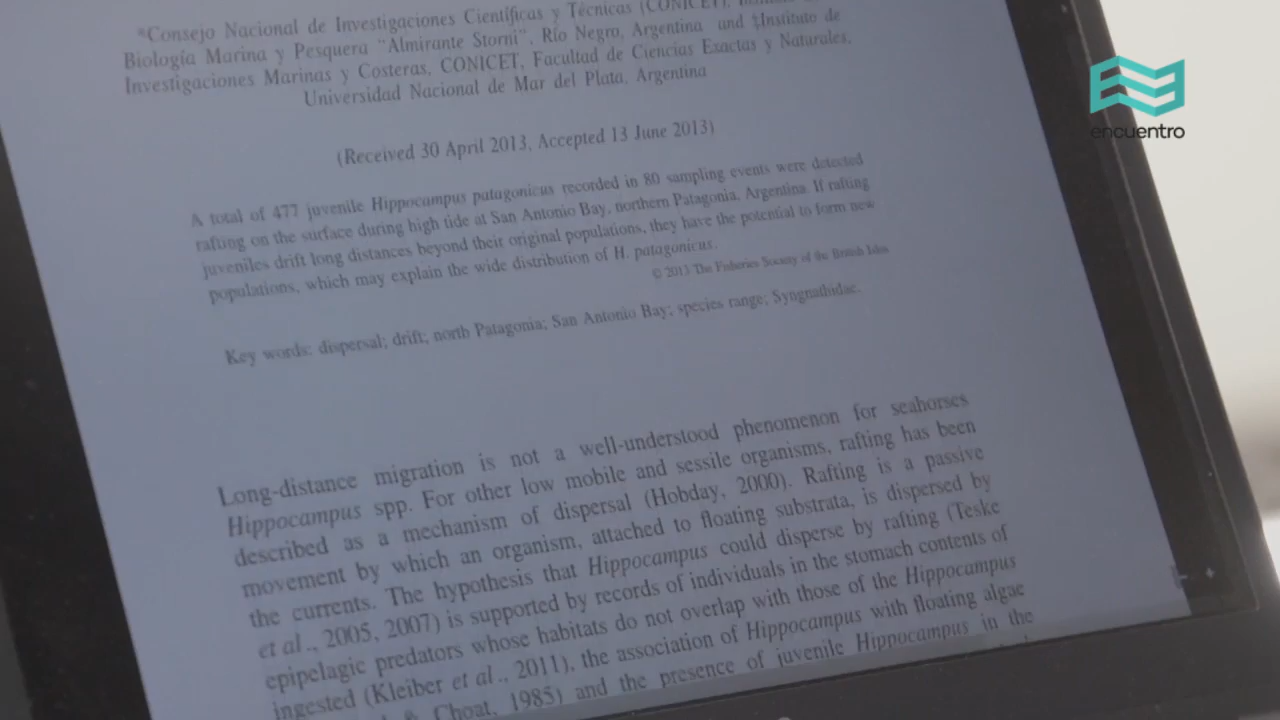 *Consejo Nacional de Investigaciones Científicas y Técnicas (CONICET),
Biología Marina y Pesquera "Almirante Storni", Río Negro, Argentina and ‡Instituto de
Investigaciones Marinas y Costeras, CONICET, Facultad de Ciencias Exactas y Naturales,
Universidad Nacional de Mar del Plata, Argentina
(Received 30 April 2013, Accepted 13 June 2013)
A total of 477 juvenile Hippocampus patagonicus recorded in 80 sampling events were detected
rafting on the surface during high tide at San Antonio Bay, northern Patagonia, Argentina. If rafting
juveniles drift long distances beyond their original populations, they have the potential to form new
populations, which may explain the wide distribution of H. patagonicus.
© 2013 The Fisheries Society of the British Isles
Key words: dispersal; drift; north Patagonia; San Antonio Bay; species range; Syngnathidae.
Long-distance migration is not a well-understood phenomenon for seahorses
Hippocampus spp. For other low mobile and sessile organisms, rafting has been
described as a mechanism of dispersal (Hobday, 2000). Rafting is a passive
movement by which an organism, attached to floating substrata, is dispersed by
the currents. The hypothesis that Hippocampus could disperse by rafting (Teske
et al., 2005, 2007) is supported by records of individuals in the stomach contents of
epipelagic predators whose habitats do not overlap with those of the Hippocampus
ingested (Kleiber et al., 2011), the association of Hippocampus with floating algae
& Choat, 1985) and the presence of juvenile Hippocampus in the
encuentro